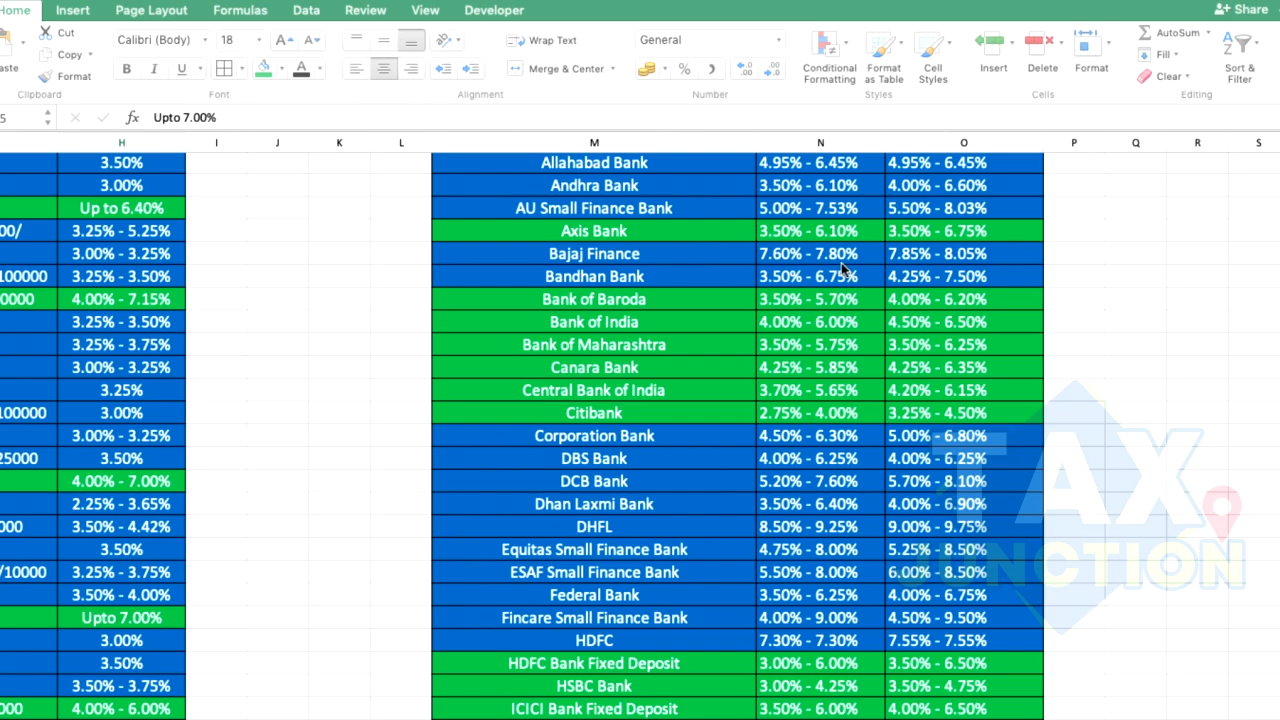 Home Insert Page Layout Formulas Data Review View Developer Share
Cut Calibri (Body) 18 A A Wrap Text General AutoSum
Copy Fill
aste Format B I U A Merge & Center % Conditional Formatting Format as Table Cell Styles Insert Delete Format Clear Sort & Filter
Clipboard Font Alignment Number Styles Cells Editing
5 fx Upto 7.00%
H I J K L M N O P Q R S
3.50% Allahabad Bank 4.95% - 6.45% 4.95% - 6.45%
3.00% Andhra Bank 3.50% - 6.10% 4.00% - 6.60%
Up to 6.40% AU Small Finance Bank 5.00% - 7.53% 5.50% - 8.03%
00/ 3.25% - 5.25% Axis Bank 3.50% - 6.10% 3.50% - 6.75%
3.00% - 3.25% Bajaj Finance 7.60% - 7.80% 7.85% - 8.05%
100000 3.25% - 3.50% Bandhan Bank 3.50% - 6.75% 4.25% - 7.50%
0000 4.00% - 7.15% Bank of Baroda 3.50% - 5.70% 4.00% - 6.20%
3.25% - 3.50% Bank of India 4.00% - 6.00% 4.50% - 6.50%
3.25% - 3.75% Bank of Maharashtra 3.50% - 5.75% 3.50% - 6.25%
3.00% - 3.25% Canara Bank 4.25% - 5.85% 4.25% - 6.35%
3.25% Central Bank of India 3.70% - 5.65% 4.20% - 6.15%
100000 3.00% Citibank 2.75% - 4.00% 3.25% - 4.50%
3.00% - 3.25% Corporation Bank 4.50% - 6.30% 5.00% - 6.80%
25000 3.50% DBS Bank 4.00% - 6.25% 4.00% - 6.25%
4.00% - 7.00% DCB Bank 5.20% - 7.60% 5.70% - 8.10%
2.25% - 3.65% Dhan Laxmi Bank 3.50% - 6.40% 4.00% - 6.90%
000 3.50% - 4.42% DHFL 8.50% - 9.25% 9.00% - 9.75%
3.50% Equitas Small Finance Bank 4.75% - 8.00% 5.25% - 8.50%
/10000 3.25% - 3.75% ESAF Small Finance Bank 5.50% - 8.00% 6.00% - 8.50%
3.50% - 4.00% Federal Bank 3.50% - 6.25% 4.00% - 6.75%
Upto 7.00% Fincare Small Finance Bank 4.00% - 9.00% 4.50% - 9.50%
3.00% HDFC 7.30% - 7.30% 7.55% - 7.55%
3.50% HDFC Bank Fixed Deposit 3.00% - 6.00% 3.50% - 6.50%
3.50% - 3.75% HSBC Bank 3.00% - 4.25% 3.50% - 4.75%
000 4.00% - 6.00% ICICI Bank Fixed Deposit 3.50% - 6.00% 4.00% - 6.50%
TAX
JUNCTION